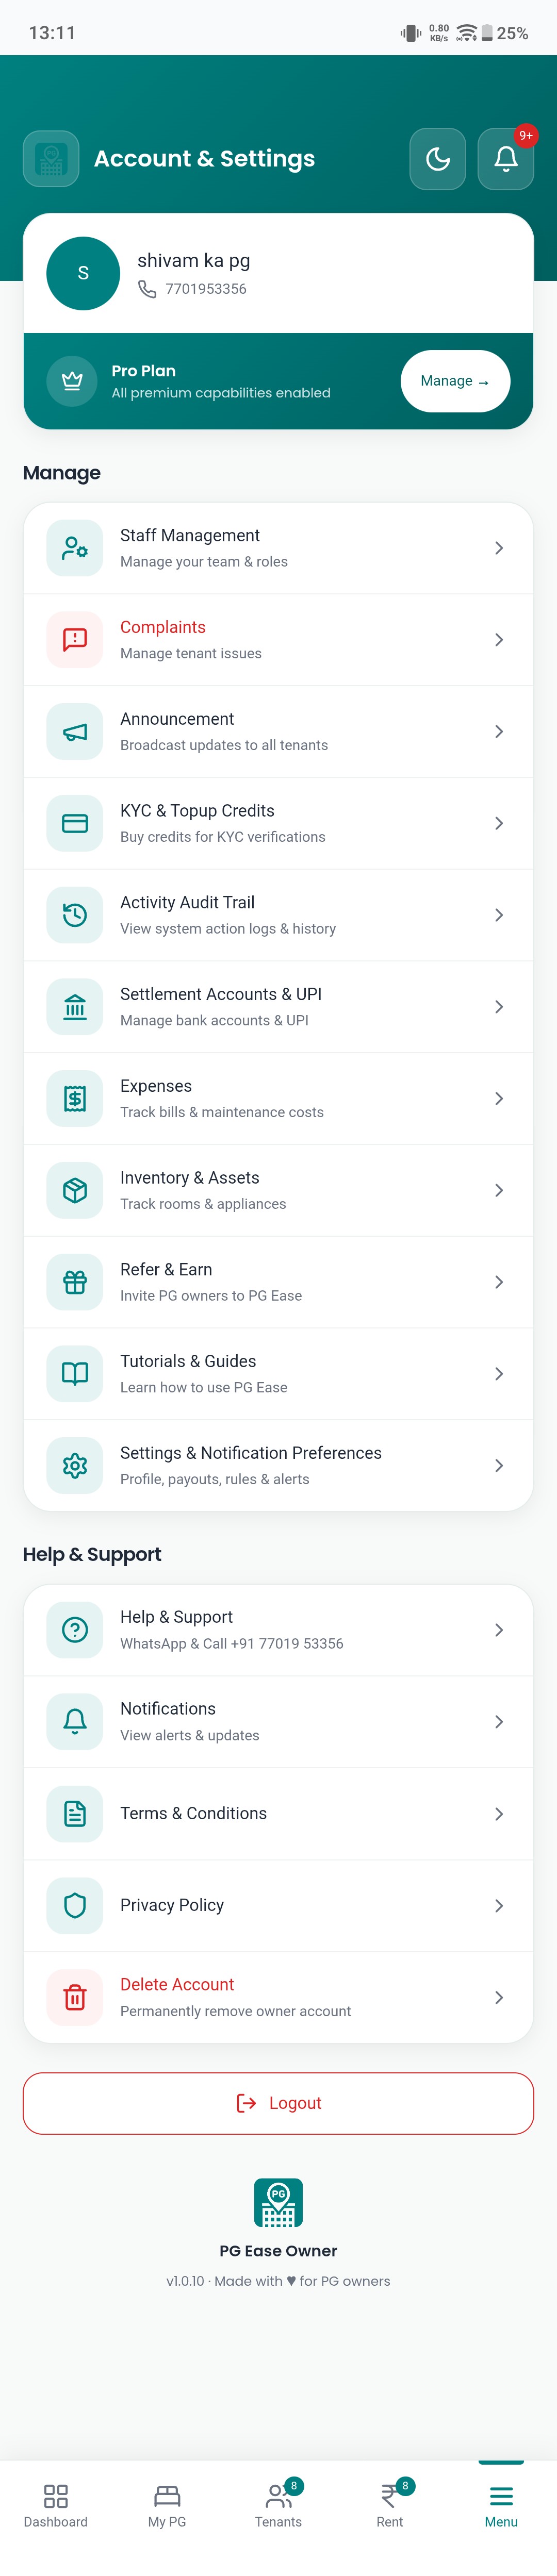 13:11
0.80
KB/s
25%
Account & Settings
9+
S
shivam ka pg
7701953356
Pro Plan
All premium capabilities enabled
Manage →
Manage
Staff Management
Manage your team & roles
Complaints
Manage tenant issues
Announcement
Broadcast updates to all tenants
KYC & Topup Credits
Buy credits for KYC verifications
Activity Audit Trail
View system action logs & history
Settlement Accounts & UPI
Manage bank accounts & UPI
Expenses
Track bills & maintenance costs
Inventory & Assets
Track rooms & appliances
Refer & Earn
Invite PG owners to PG Ease
Tutorials & Guides
Learn how to use PG Ease
Settings & Notification Preferences
Profile, payouts, rules & alerts
Help & Support
Help & Support
WhatsApp & Call +91 77019 53356
Notifications
View alerts & updates
Terms & Conditions
Privacy Policy
Delete Account
Permanently remove owner account
Logout
PG
PG Ease Owner
v1.0.10 · Made with ♥ for PG owners
8
8
Dashboard
My PG
Tenants
Rent
Menu